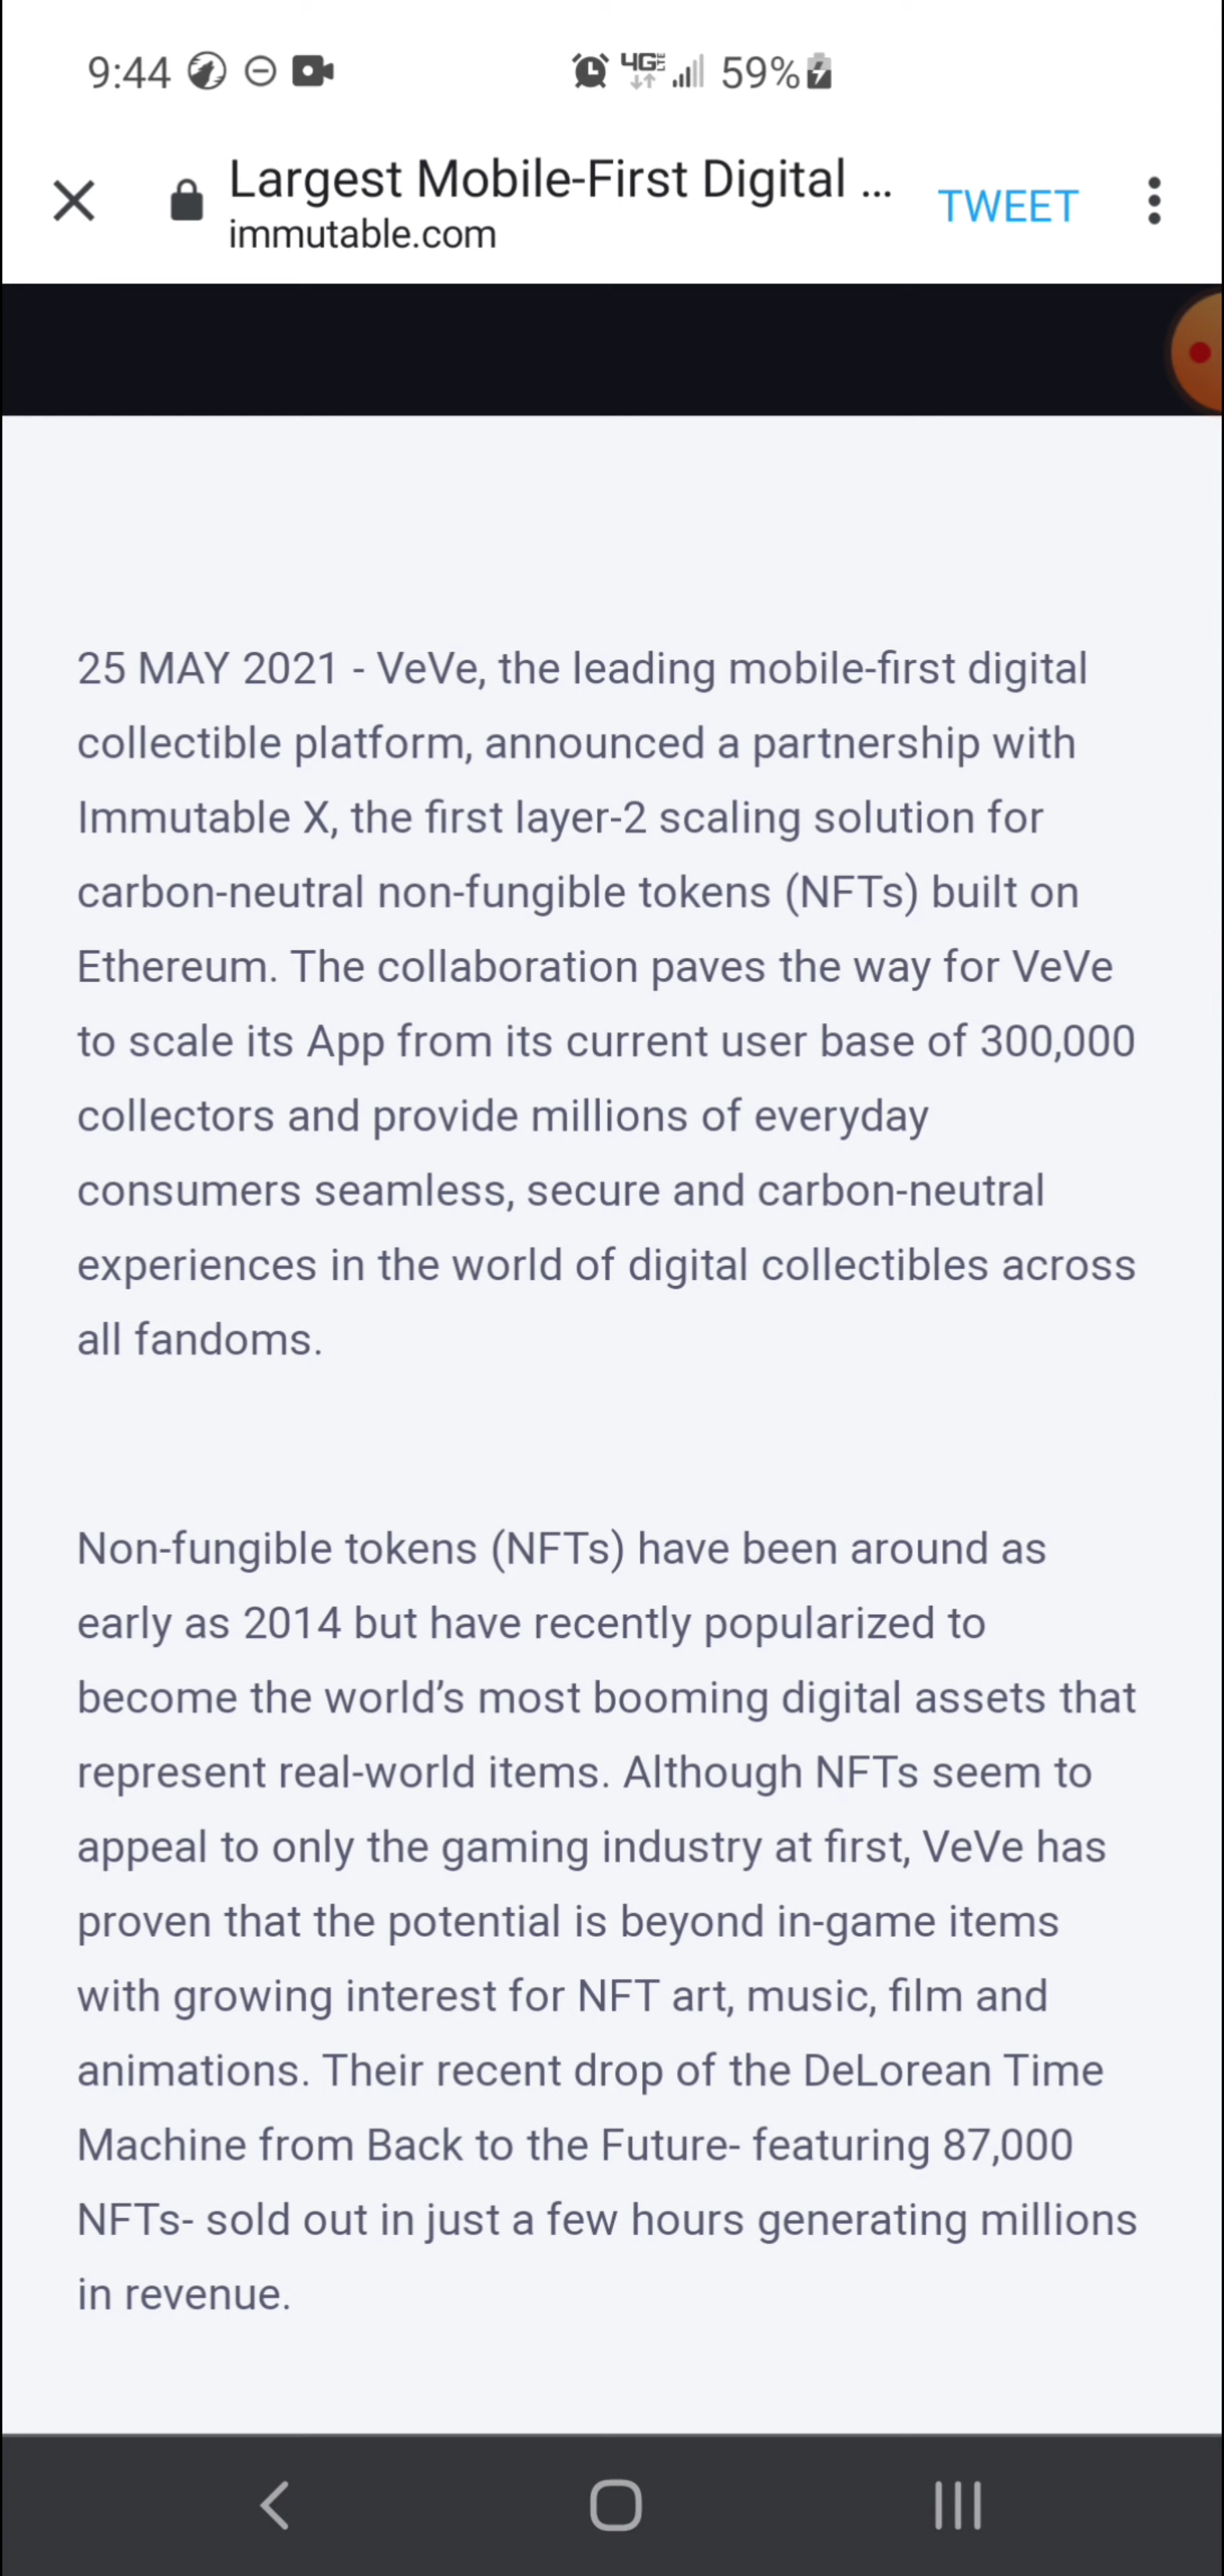 9:44 4G LTE 59%
Largest Mobile-First Digital ...
immutable.com
TWEET
25 MAY 2021 - VeVe, the leading mobile-first digital
collectible platform, announced a partnership with
Immutable X, the first layer-2 scaling solution for
carbon-neutral non-fungible tokens (NFTs) built on
Ethereum. The collaboration paves the way for VeVe
to scale its App from its current user base of 300,000
collectors and provide millions of everyday
consumers seamless, secure and carbon-neutral
experiences in the world of digital collectibles across
all fandoms.
Non-fungible tokens (NFTs) have been around as
early as 2014 but have recently popularized to
become the world’s most booming digital assets that
represent real-world items. Although NFTs seem to
appeal to only the gaming industry at first, VeVe has
proven that the potential is beyond in-game items
with growing interest for NFT art, music, film and
animations. Their recent drop of the DeLorean Time
Machine from Back to the Future- featuring 87,000
NFTs- sold out in just a few hours generating millions
in revenue.